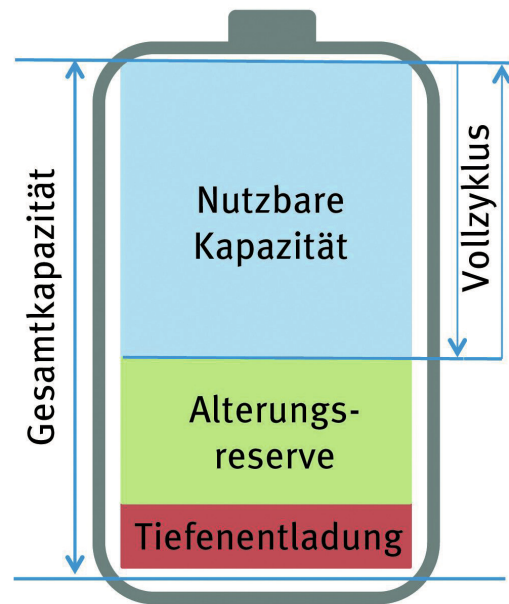 Gesamtkapazität
Nutzbare
Kapazität
Vollzyklus
Alterungs-
reserve
Tiefenentladung